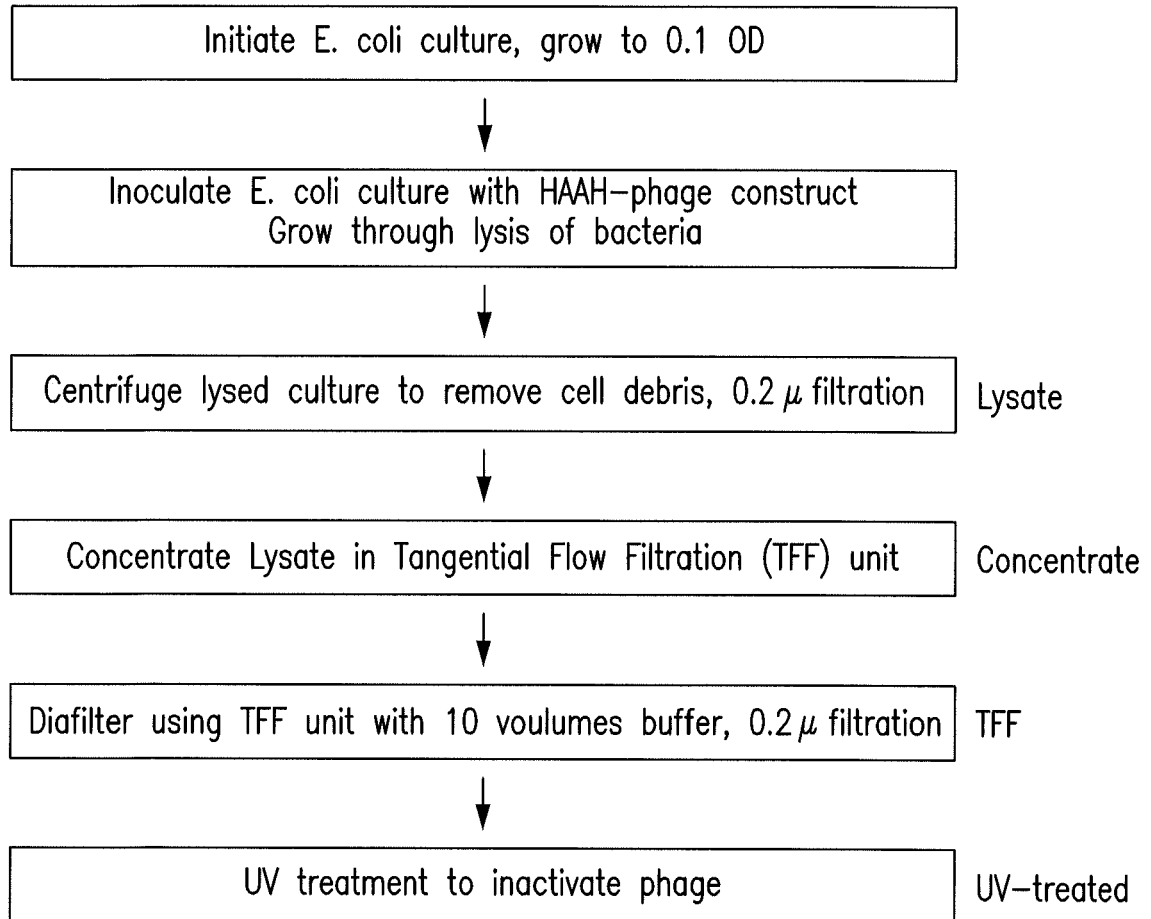 Initiate E. coli culture, grow to 0.1 OD
Inoculate E. coli culture with HAAH-phage construct
Grow through lysis of bacteria
Centrifuge lysed culture to remove cell debris, 0.2 μ filtration
Lysate
Concentrate Lysate in Tangential Flow Filtration (TFF) unit
Concentrate
Diafilter using TFF unit with 10 voulumes buffer, 0.2 μ filtration
TFF
UV treatment to inactivate phage
UV-treated